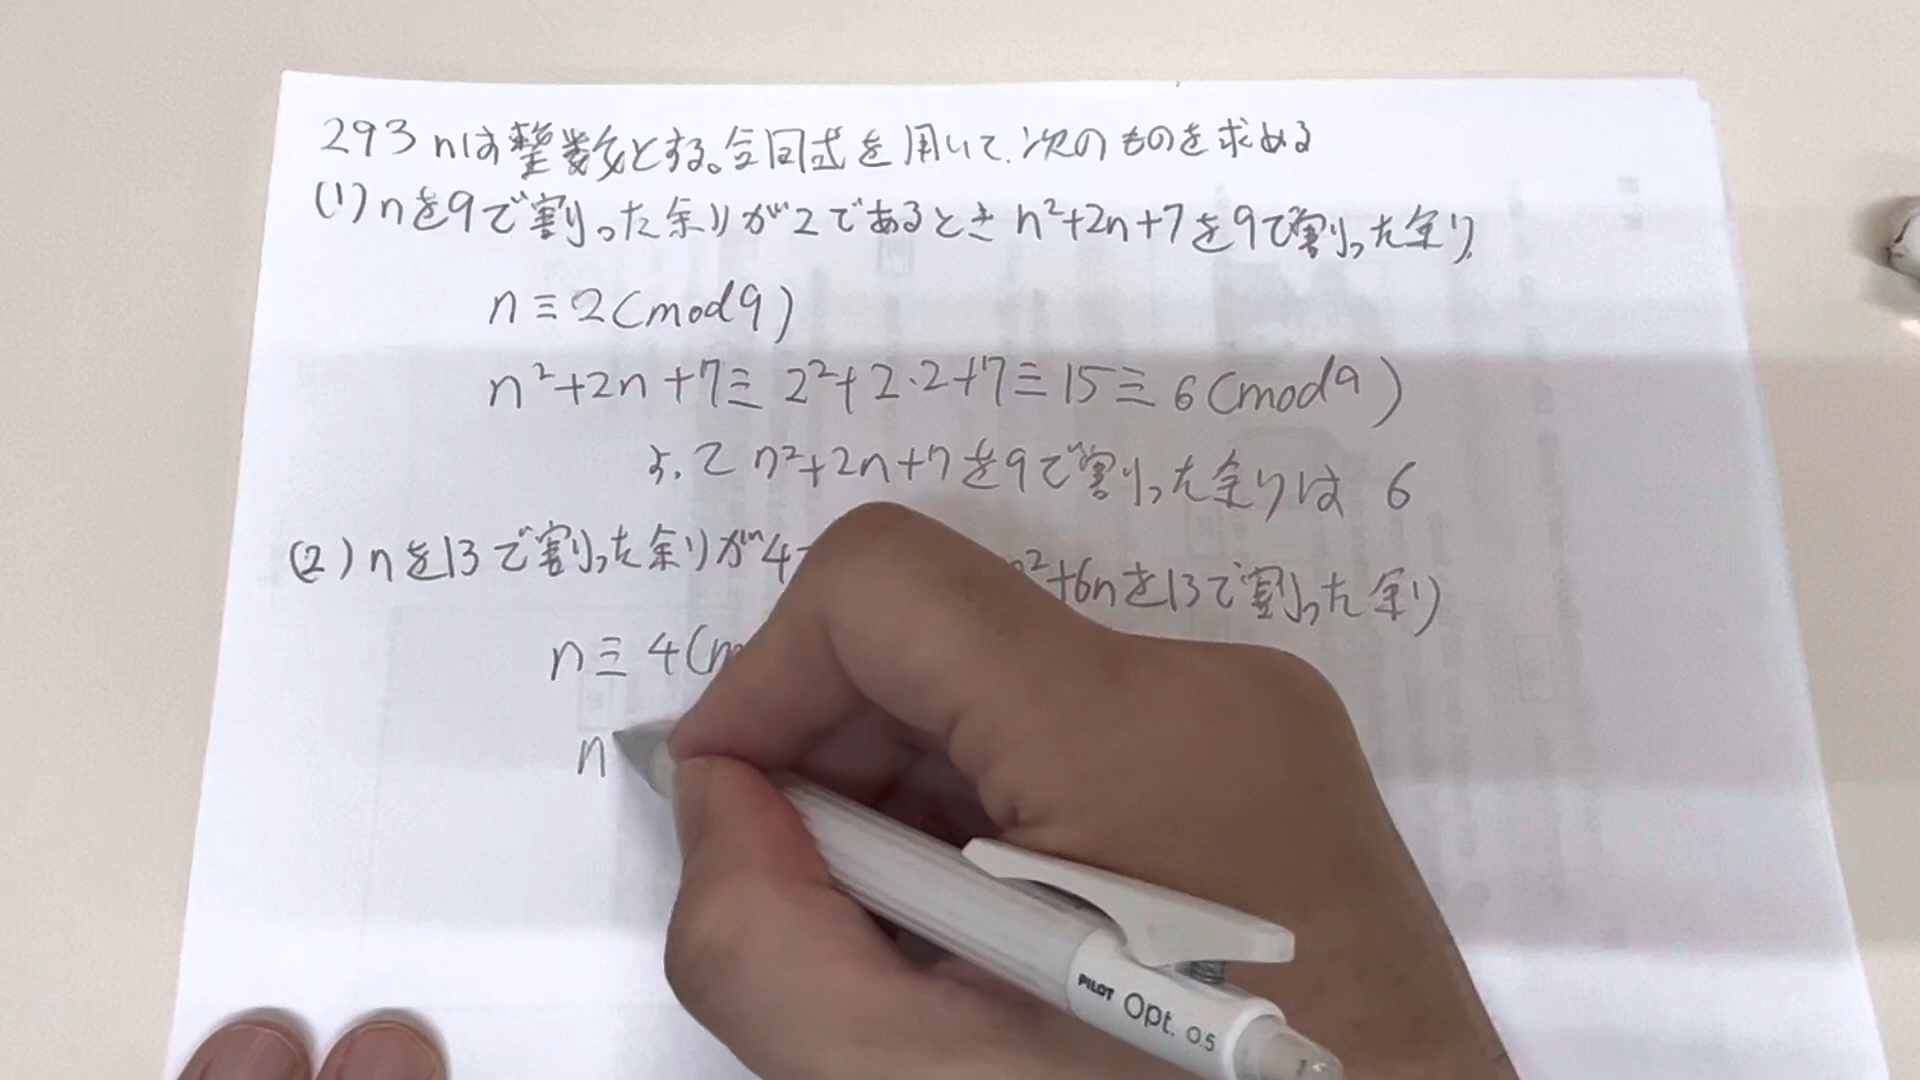 293 nは整数とする。合同式を用いて、次のものを求める
(1) nを9で割った余りが2であるとき n²+2n+7を9で割った余り
n≡2(mod9)
n²+2n+7≡2²+2·2+7≡15≡6(mod9)
よって n²+2n+7を9で割った余りは 6
(2) nを13で割った余りが4 n²+6nを13で割った余り
n≡4(m
n
PILOT Opt. 0.5